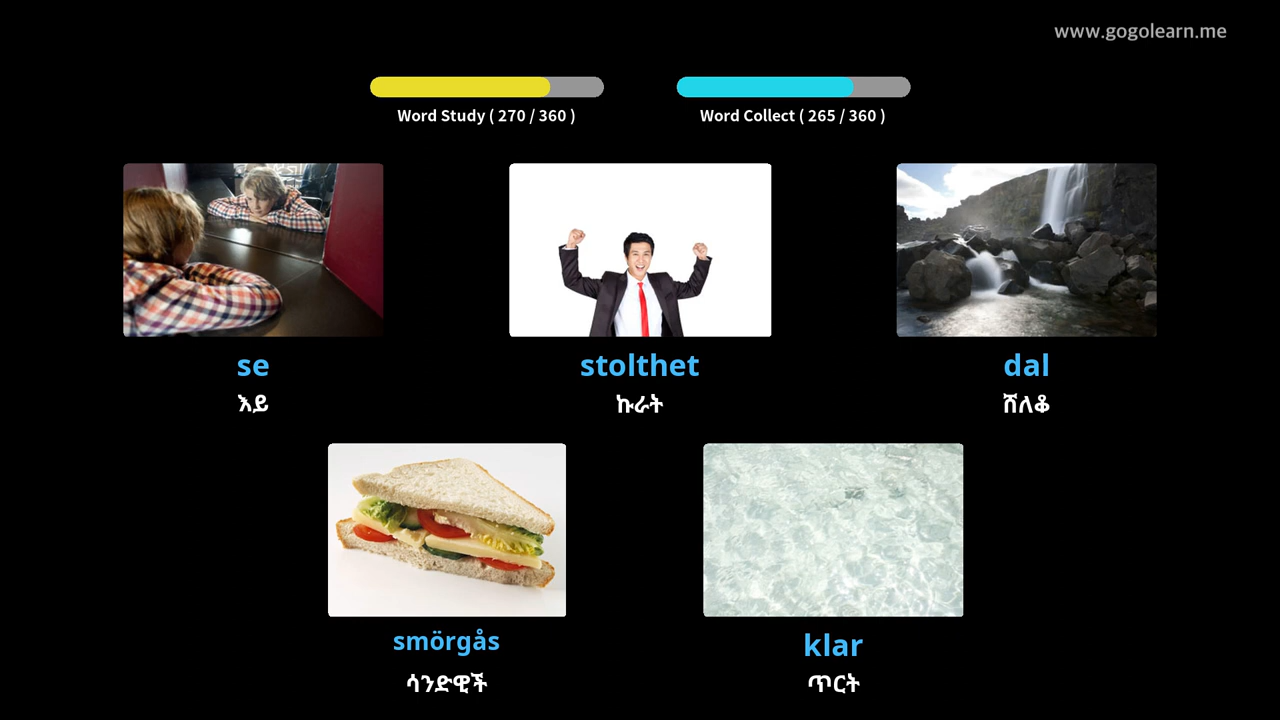 www.gogolearn.me
Word Study ( 270 / 360 )
Word Collect ( 265 / 360 )
se
stolthet
dal
እይ
ኩራት
ሸለቆ
smörgås
klar
ሳንድዊች
ጥርት